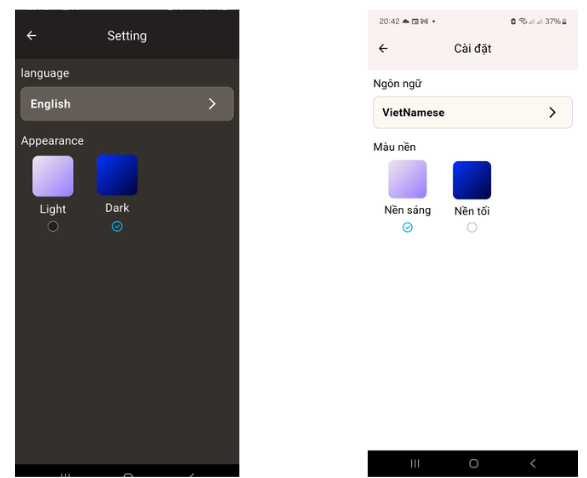 Setting
language
English
Appearance
Light
Dark
20:42
37%
Cài đặt
Ngôn ngữ
VietNamese
Màu nền
Nền sáng
Nền tối